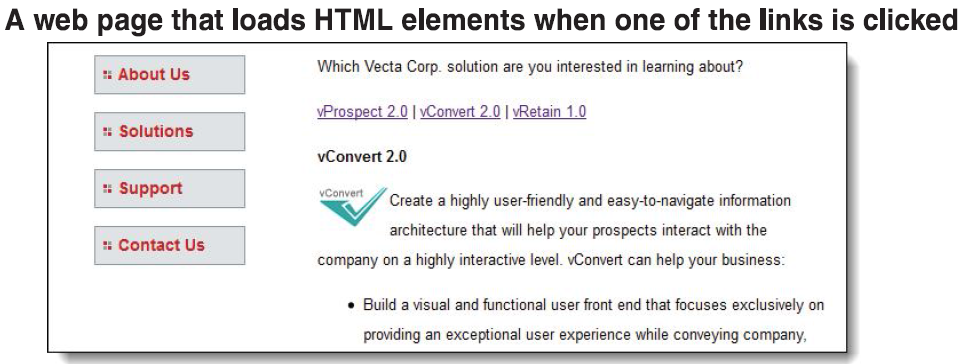 A web page that loads HTML elements when one of the links is clicked
About Us
Solutions
Support
Contact Us
Which Vecta Corp. solution are you interested in learning about?
vProspect 2.0 | vConvert 2.0 | vRetain 1.0
vConvert 2.0
vConvert
Create a highly user-friendly and easy-to-navigate information
architecture that will help your prospects interact with the
company on a highly interactive level. vConvert can help your business:
• Build a visual and functional user front end that focuses exclusively on
providing an exceptional user experience while conveying company,